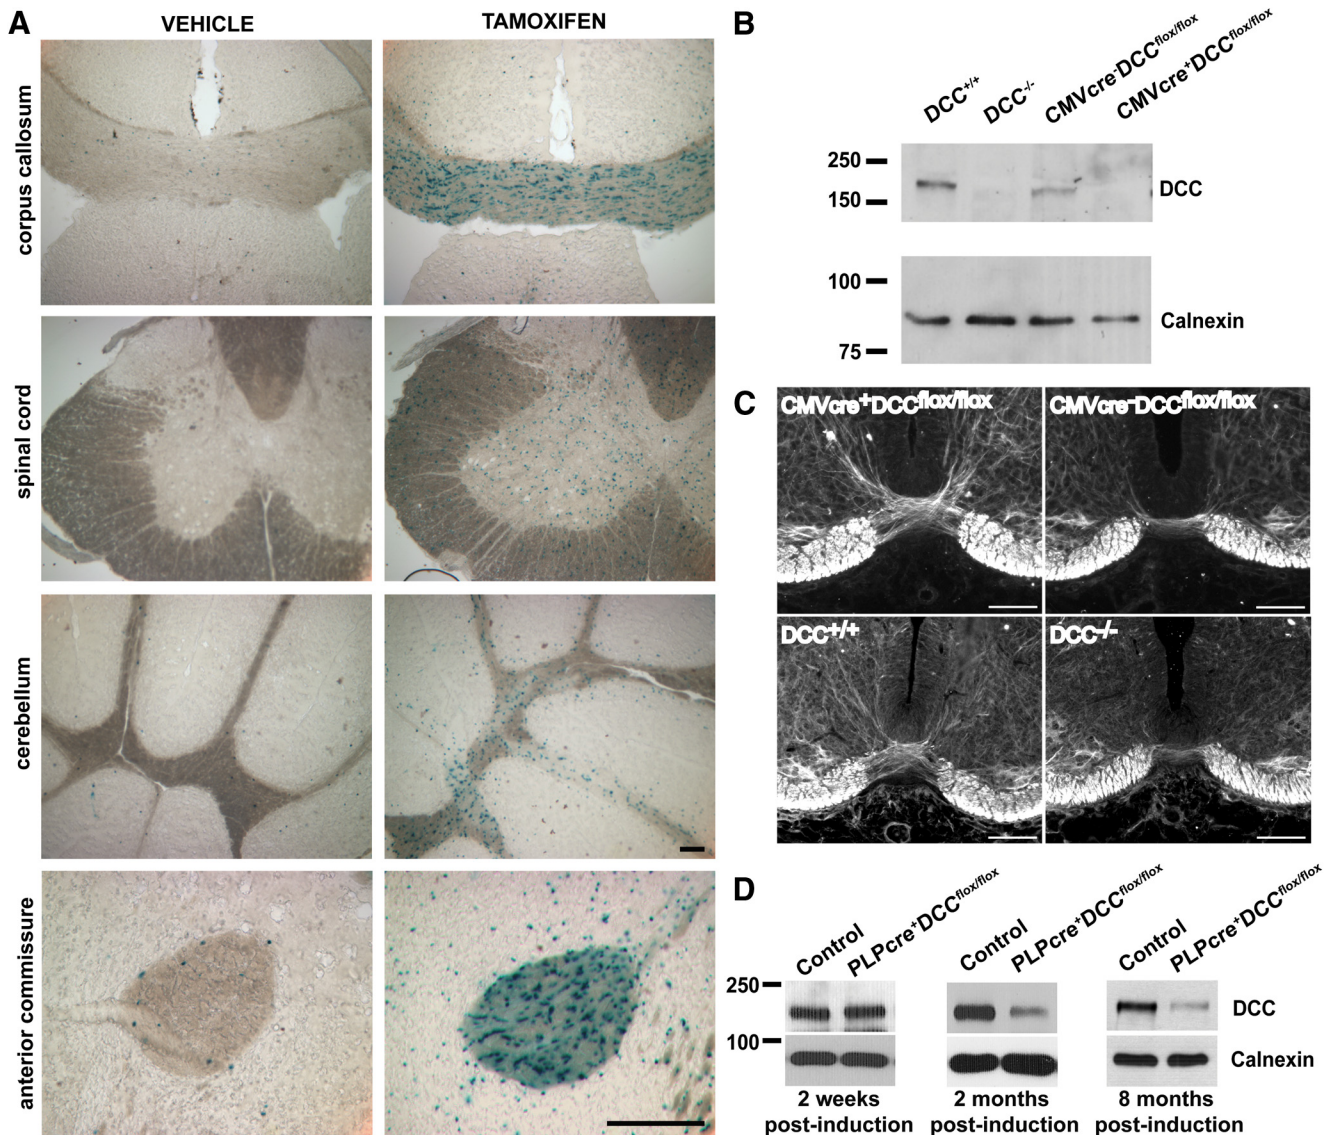 A
VEHICLE
TAMOXIFEN
corpus callosum
spinal cord
cerebellum
anterior commissure
B
DCC+/+
DCC-/-
CMVcre-DCCflox/flox
CMVcre+DCCflox/flox
250
150
DCC
100
75
Calnexin
C
CMVcre+DCCflox/flox
CMVcre-DCCflox/flox
DCC+/+
DCC-/-
D
Control
PLPcre+DCCflox/flox
Control
PLPcre+DCCflox/flox
Control
PLPcre+DCCflox/flox
250
100
DCC
Calnexin
2 weeks
post-induction
2 months
post-induction
8 months
post-induction